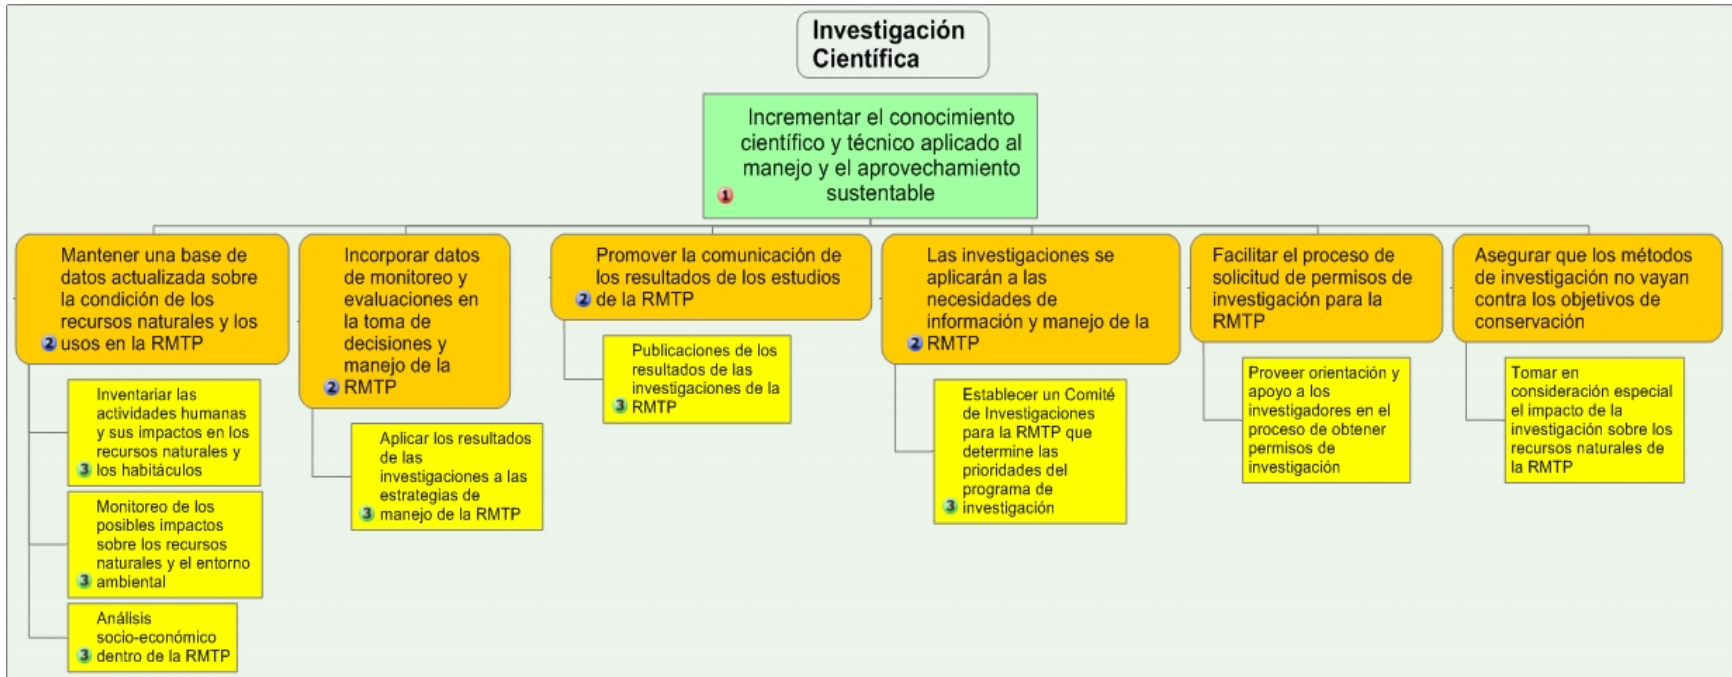 Investigación
Científica
Incrementar el conocimiento
científico y técnico aplicado al
manejo y el aprovechamiento
sustentable
1
Mantener una base de
datos actualizada sobre
la condición de los
recursos naturales y los
2 usos en la RMTP
Inventariar las
actividades humanas
y sus impactos en los
recursos naturales y
3 los habitáculos
Monitoreo de los
posibles impactos
sobre los recursos
naturales y el entorno
3 ambiental
Análisis
socio-económico
3 dentro de la RMTP
Incorporar datos
de monitoreo y
evaluaciones en
la toma de
decisiones y
manejo de la
2 RMTP
Aplicar los resultados
de las
investigaciones a las
estrategias de
3 manejo de la RMTP
Promover la comunicación de
los resultados de los estudios
2 de la RMTP
Publicaciones de los
resultados de las
investigaciones de la
3 RMTP
Las investigaciones se
aplicarán a las
necesidades de
información y manejo de la
2 RMTP
Establecer un Comité
de Investigaciones
para la RMTP que
determine las
prioridades del
programa de
3 investigación
Facilitar el proceso de
solicitud de permisos de
investigación para la
RMTP
Proveer orientación y
apoyo a los
investigadores en el
proceso de obtener
permisos de
investigación
Asegurar que los métodos
de investigación no vayan
contra los objetivos de
conservación
Tomar en
consideración especial
el impacto de la
investigación sobre los
recursos naturales de
la RMTP